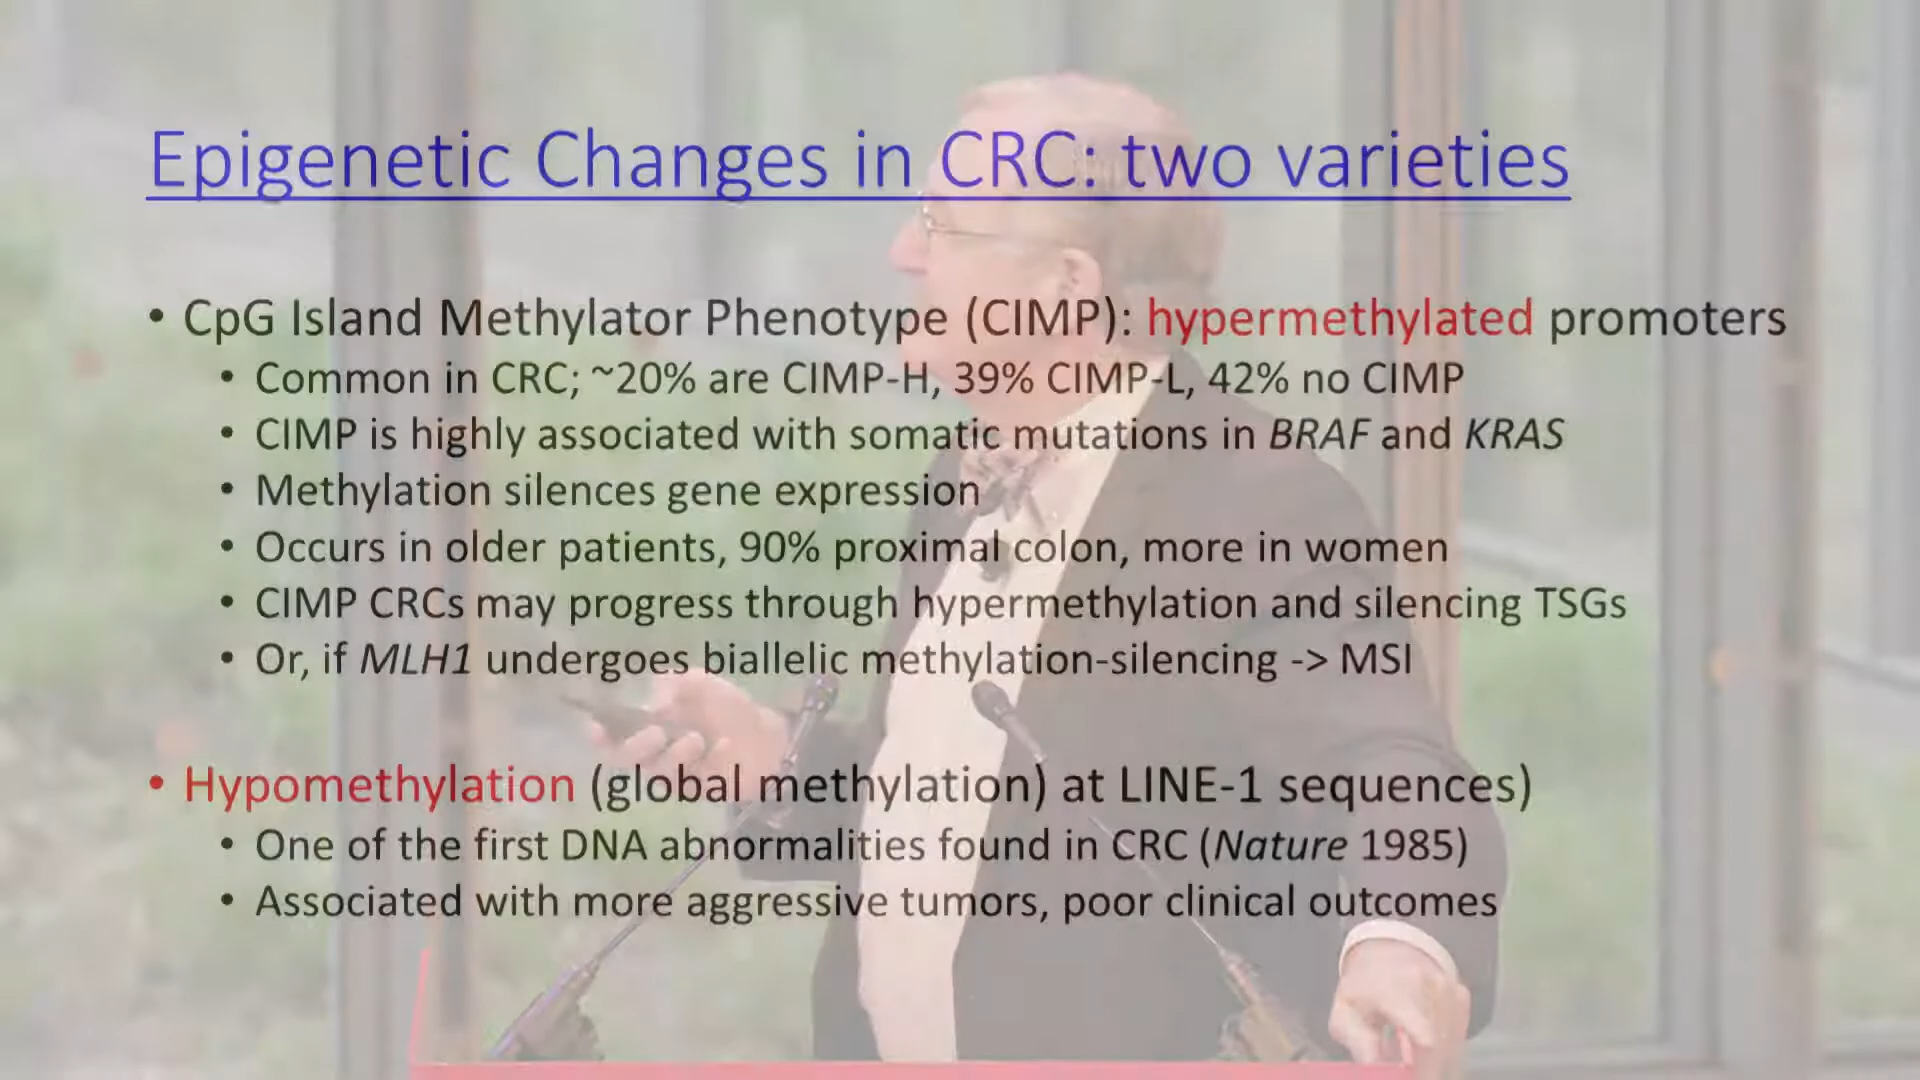 Epigenetic Changes in CRC: two varieties
• CpG Island Methylator Phenotype (CIMP): hypermethylated promoters
• Common in CRC; ~20% are CIMP-H, 39% CIMP-L, 42% no CIMP
• CIMP is highly associated with somatic mutations in BRAF and KRAS
• Methylation silences gene expression
• Occurs in older patients, 90% proximal colon, more in women
• CIMP CRCs may progress through hypermethylation and silencing TSGs
• Or, if MLH1 undergoes biallelic methylation-silencing -> MSI
• Hypomethylation (global methylation) at LINE-1 sequences)
• One of the first DNA abnormalities found in CRC (Nature 1985)
• Associated with more aggressive tumors, poor clinical outcomes